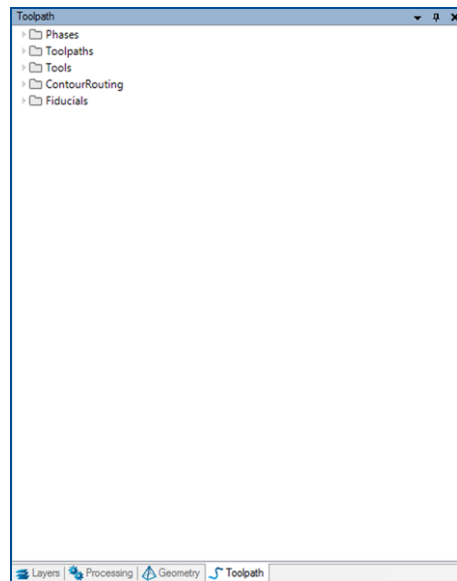 Toolpath
Phases
Toolpaths
Tools
ContourRouting
Fiducials
Layers Processing Geometry Toolpath